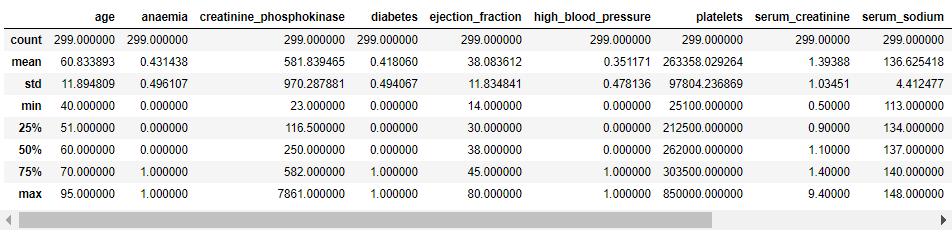 age anaemia creatinine_phosphokinase diabetes ejection_fraction high_blood_pressure platelets serum_creatinine serum_sodium
count 299.000000 299.000000 299.000000 299.000000 299.000000 299.000000 299.000000 299.00000 299.000000
mean 60.833893 0.431438 581.839465 0.418060 38.083612 0.351171 263358.029264 1.39388 136.625418
std 11.894809 0.496107 970.287881 0.494067 11.834841 0.478136 97804.236869 1.03451 4.412477
min 40.000000 0.000000 23.000000 0.000000 14.000000 0.000000 25100.000000 0.50000 113.000000
25% 51.000000 0.000000 116.500000 0.000000 30.000000 0.000000 212500.000000 0.90000 134.000000
50% 60.000000 0.000000 250.000000 0.000000 38.000000 0.000000 262000.000000 1.10000 137.000000
75% 70.000000 1.000000 582.000000 1.000000 45.000000 1.000000 303500.000000 1.40000 140.000000
max 95.000000 1.000000 7861.000000 1.000000 80.000000 1.000000 850000.000000 9.40000 148.000000